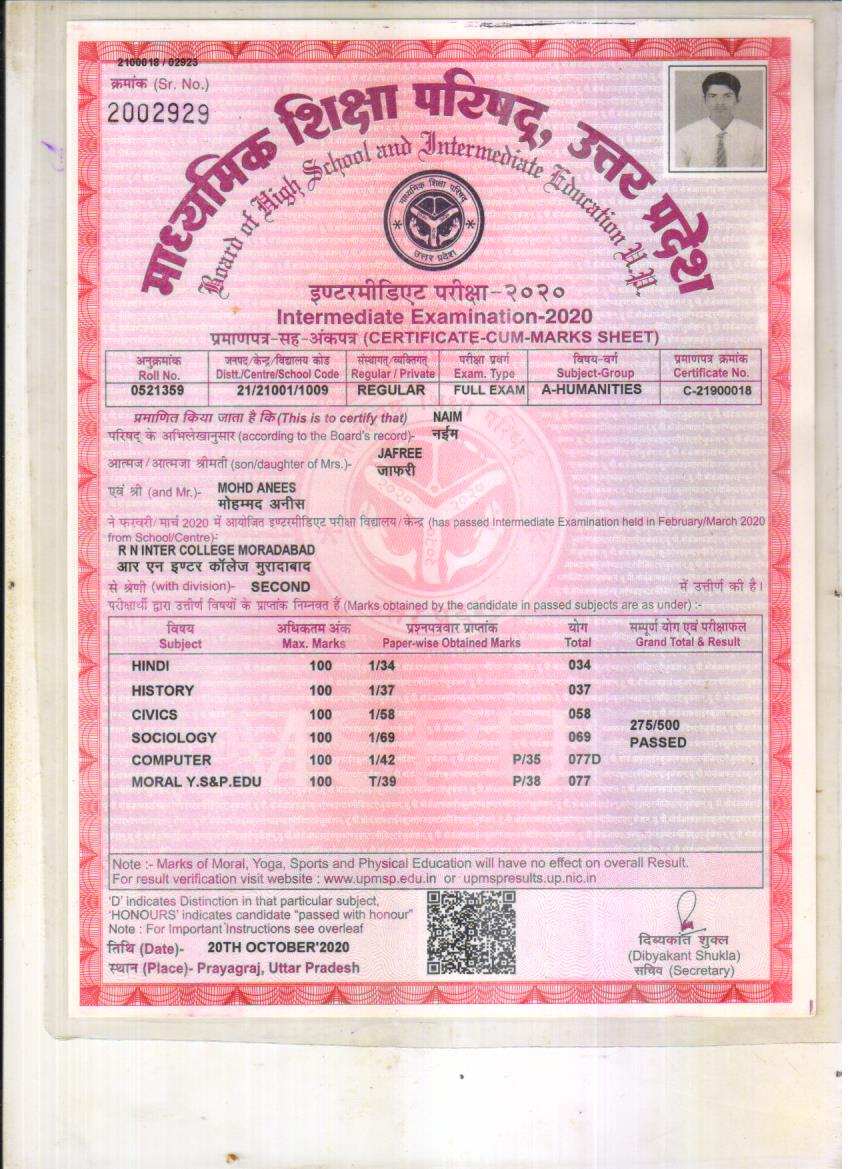 2100018 / 02923
क्रमांक (Sr. No.)
2002929
माध्यमिक शिक्षा परिषद्, उत्तर प्रदेश
Board of High School and Intermediate Education U.P.
माध्यमिक शिक्षा परिषद
उत्तर प्रदेश
इण्टरमीडिएट परीक्षा-२०२०
Intermediate Examination-2020
प्रमाणपत्र-सह-अंकपत्र (CERTIFICATE-CUM-MARKS SHEET)
अनुक्रमांक जनपद/केन्द्र/विद्यालय कोड संस्थागत/व्यक्तिगत परीक्षा प्रवर्ग विषय-वर्ग प्रमाणपत्र क्रमांक
Roll No. Distt./Centre/School Code Regular / Private Exam. Type Subject-Group Certificate No.
0521359 21/21001/1009 REGULAR FULL EXAM A-HUMANITIES C-21900018
प्रमाणित किया जाता है कि (This is to certify that) NAIM
परिषद् के अभिलेखानुसार (according to the Board's record)- नईम
JAFREE
आत्मज/आत्मजा श्रीमती (son/daughter of Mrs.)- जाफरी
एवं श्री (and Mr.)- MOHD ANEES
मोहम्मद अनीस
ने फरवरी/मार्च 2020 में आयोजित इण्टरमीडिएट परीक्षा विद्यालय/केन्द्र (has passed Intermediate Examination held in February/March 2020
from School/Centre):-
R N INTER COLLEGE MORADABAD
आर एन इण्टर कॉलेज मुरादाबाद
से श्रेणी (with division)- SECOND में उत्तीर्ण की है।
परीक्षार्थी द्वारा उत्तीर्ण विषयों के प्राप्तांक निम्नवत हैं (Marks obtained by the candidate in passed subjects are as under) :-
विषय अधिकतम अंक प्रश्नपत्रवार प्राप्तांक योग सम्पूर्ण योग एवं परीक्षाफल
Subject Max. Marks Paper-wise Obtained Marks Total Grand Total & Result
HINDI 100 1/34 034
HISTORY 100 1/37 037
CIVICS 100 1/58 058
275/500
SOCIOLOGY 100 1/69 069
PASSED
COMPUTER 100 1/42 P/35 077D
MORAL Y.S&P.EDU 100 T/39 P/38 077
Note :- Marks of Moral, Yoga, Sports and Physical Education will have no effect on overall Result.
For result verification visit website : www.upmsp.edu.in or upmspresults.up.nic.in
'D' indicates Distinction in that particular subject,
'HONOURS' indicates candidate "passed with honour"
Note : For Important Instructions see overleaf
तिथि (Date)- 20TH OCTOBER'2020
स्थान (Place)- Prayagraj, Uttar Pradesh
दिब्यकांत शुक्ल
(Dibyakant Shukla)
सचिव (Secretary)